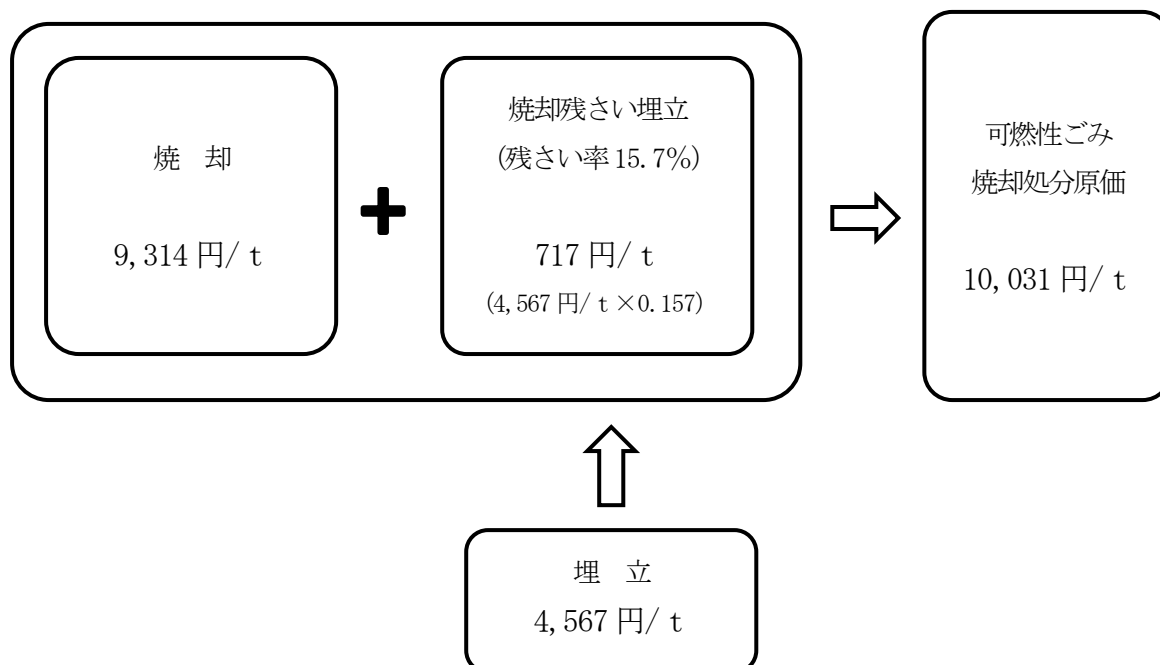 焼　却
9,314 円/ｔ
焼却残さい埋立
(残さい率 15.7%)
717 円/ｔ
(4,567 円/ｔ×0.157)
可燃性ごみ
焼却処分原価
10,031 円/ｔ
埋　立
4,567 円/ｔ